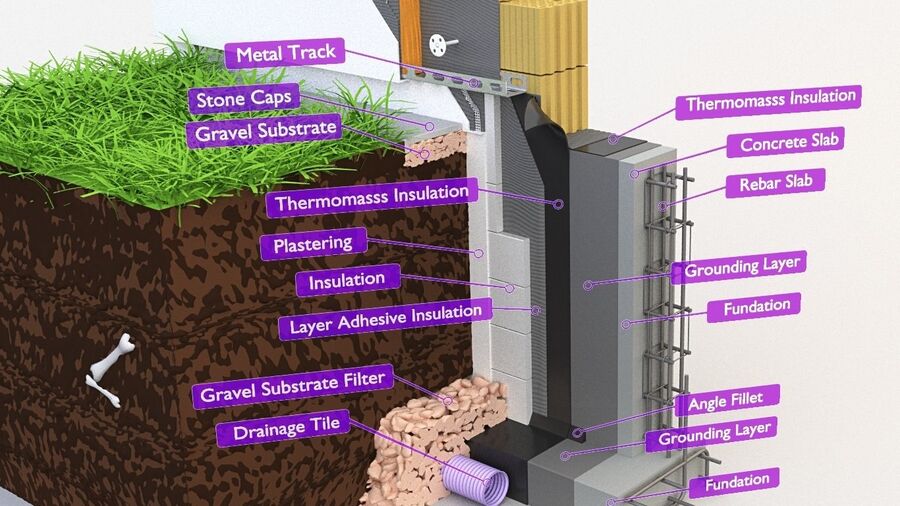 Metal Track
Stone Caps
Gravel Substrate
Thermomasss Insulation
Plastering
Insulation
Layer Adhesive Insulation
Gravel Substrate Filter
Drainage Tile
Thermomasss Insulation
Concrete Slab
Rebar Slab
Grounding Layer
Fundation
Angle Fillet
Grounding Layer
Fundation